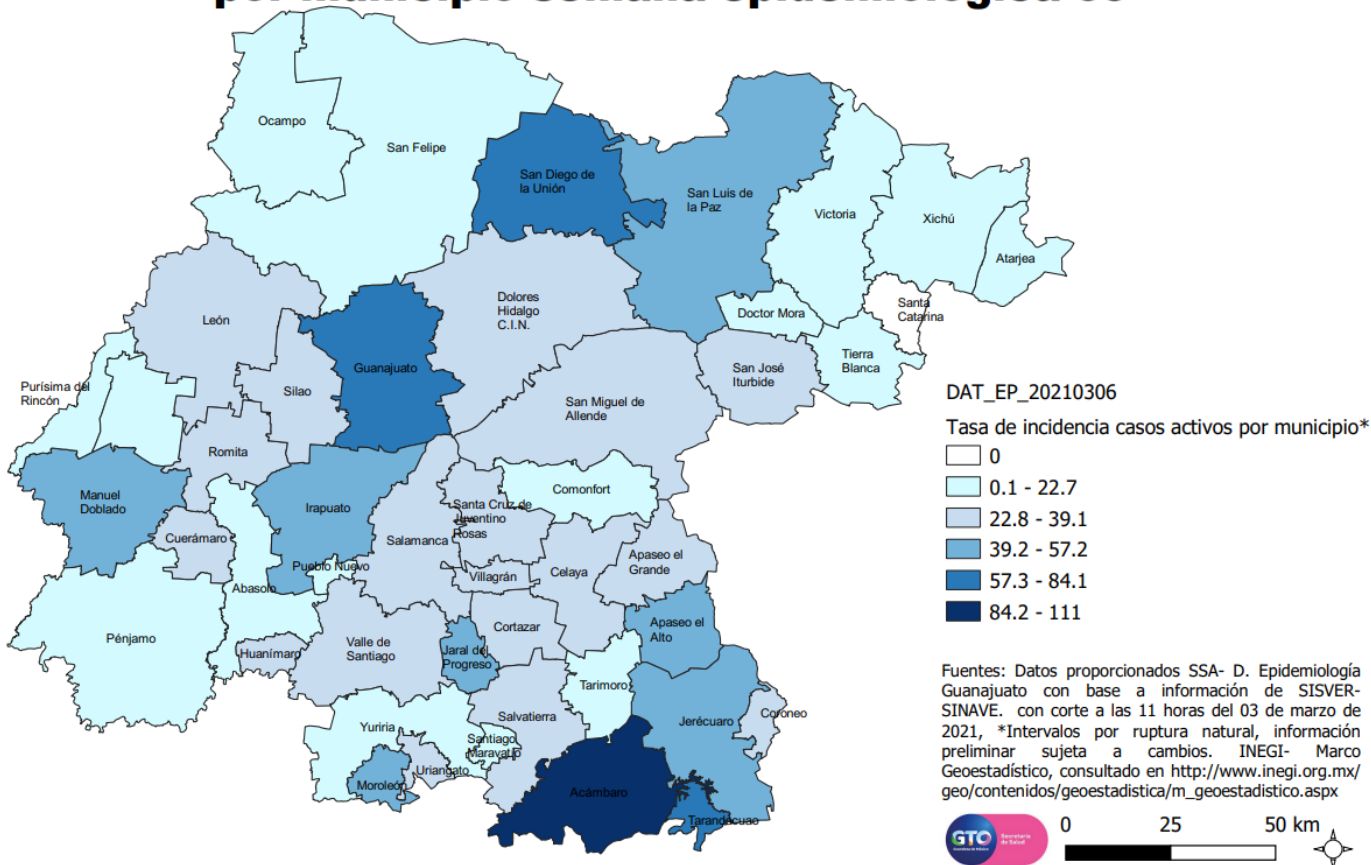 por municipio semana epidemiológica
Ocampo
San Felipe
San Diego de
la Unión
San Luis de
la Paz
Victoria
Xichú
Atarjea
Santa
Catarina
Doctor Mora
Tierra
Blanca
San José
Iturbide
León
Dolores
Hidalgo
C.I.N.
Guanajuato
Silao
San Miguel de
Allende
Purísima del
Rincón
Romita
Manuel
Doblado
Irapuato
Comonfort
Cuerámaro
Santa Cruz de
Juventino
Rosas
Salamanca
Apaseo el
Grande
Pueblo Nuevo
Villagrán
Celaya
Abasolo
Pénjamo
Cortazar
Apaseo el
Alto
Huanímaro
Valle de
Santiago
Jaral del
Progreso
Tarimoro
Salvatierra
Jerécuaro
Coroneo
Yuriria
Santiago
Maravatío
Uriangato
Moroleón
Acámbaro
Tarandacuao
DAT_EP_20210306
Tasa de incidencia casos activos por municipio*
0
0.1 - 22.7
22.8 - 39.1
39.2 - 57.2
57.3 - 84.1
84.2 - 111
Fuentes: Datos proporcionados SSA- D. Epidemiología
Guanajuato con base a información de SISVER-
SINAVE. con corte a las 11 horas del 03 de marzo de
2021, *Intervalos por ruptura natural, información
preliminar sujeta a cambios. INEGI- Marco
Geoestadístico, consultado en http://www.inegi.org.mx/
geo/contenidos/geoestadistica/m_geoestadistico.aspx
GTO
Secretaría
de Salud
0 25 50 km